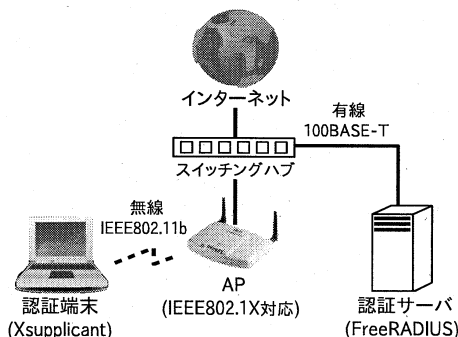 インターネット
有線
100BASE-T
スイッチングハブ
無線
IEEE802.11b
AP
(IEEE802.1X対応)
認証端末
(Xsupplicant)
認証サーバ
(FreeRADIUS)